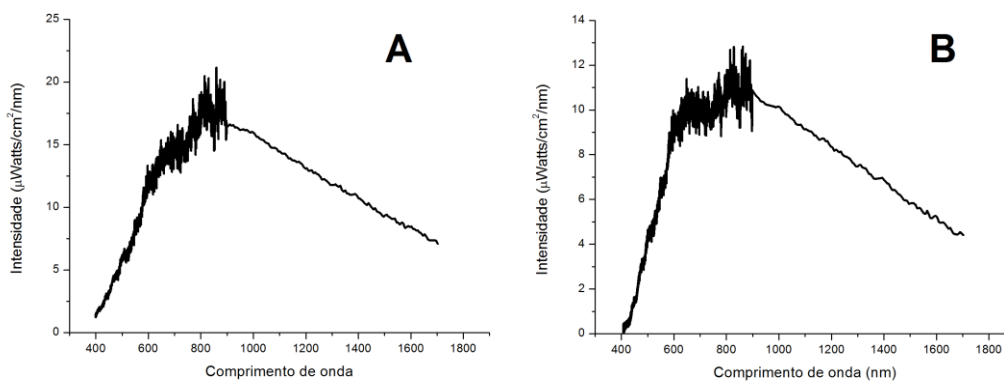 A
Intensidade (μWatts/cm²/nm)
25
20
15
10
5
0
400 600 800 1000 1200 1400 1600 1800
Comprimento de onda
B
Intensidade (μWatts/cm²/nm)
14
12
10
8
6
4
2
0
400 600 800 1000 1200 1400 1600 1800
Comprimento de onda (nm)